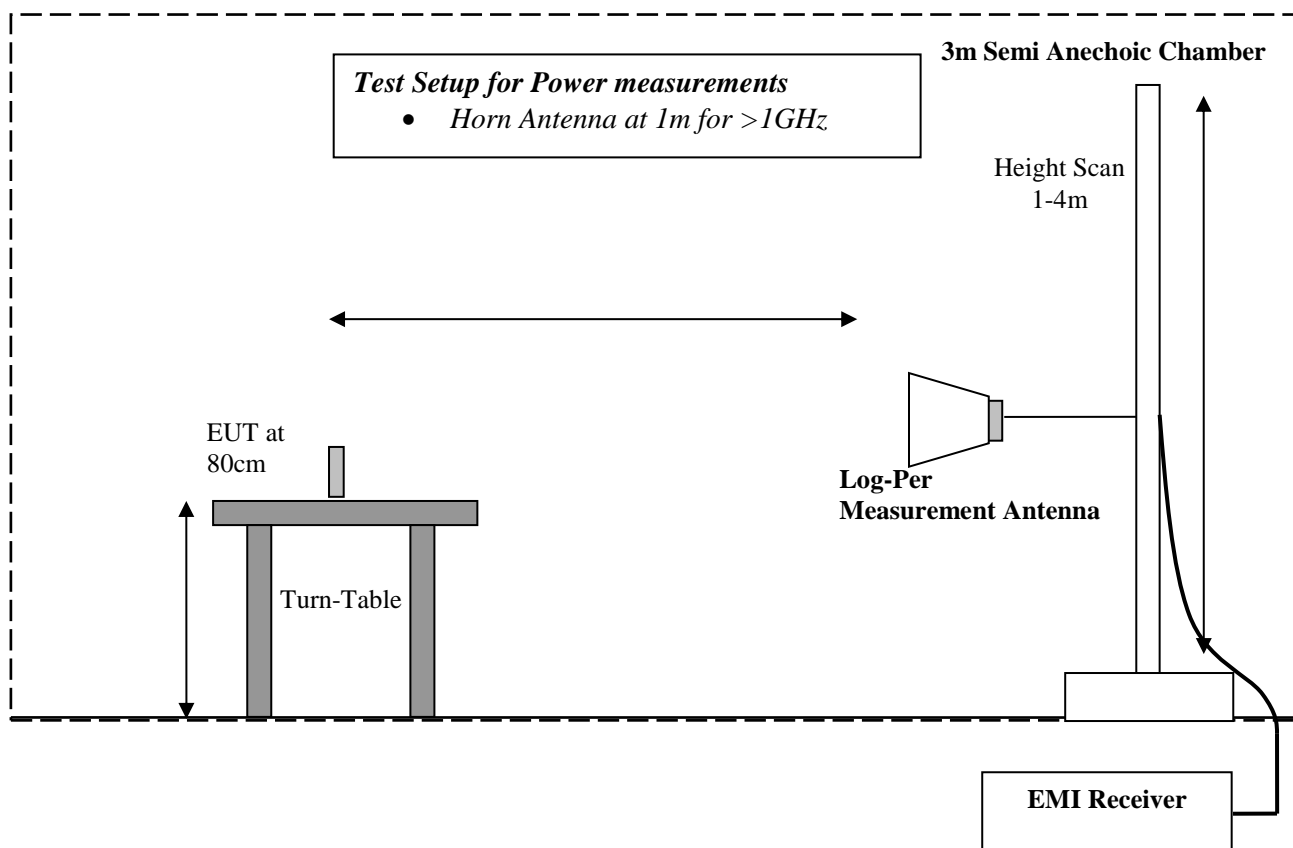 3m Semi Anechoic Chamber
Test Setup for Power measurements
• Horn Antenna at 1m for >1GHz
Height Scan
1-4m
EUT at
80cm
Log-Per
Measurement Antenna
Turn-Table
EMI Receiver